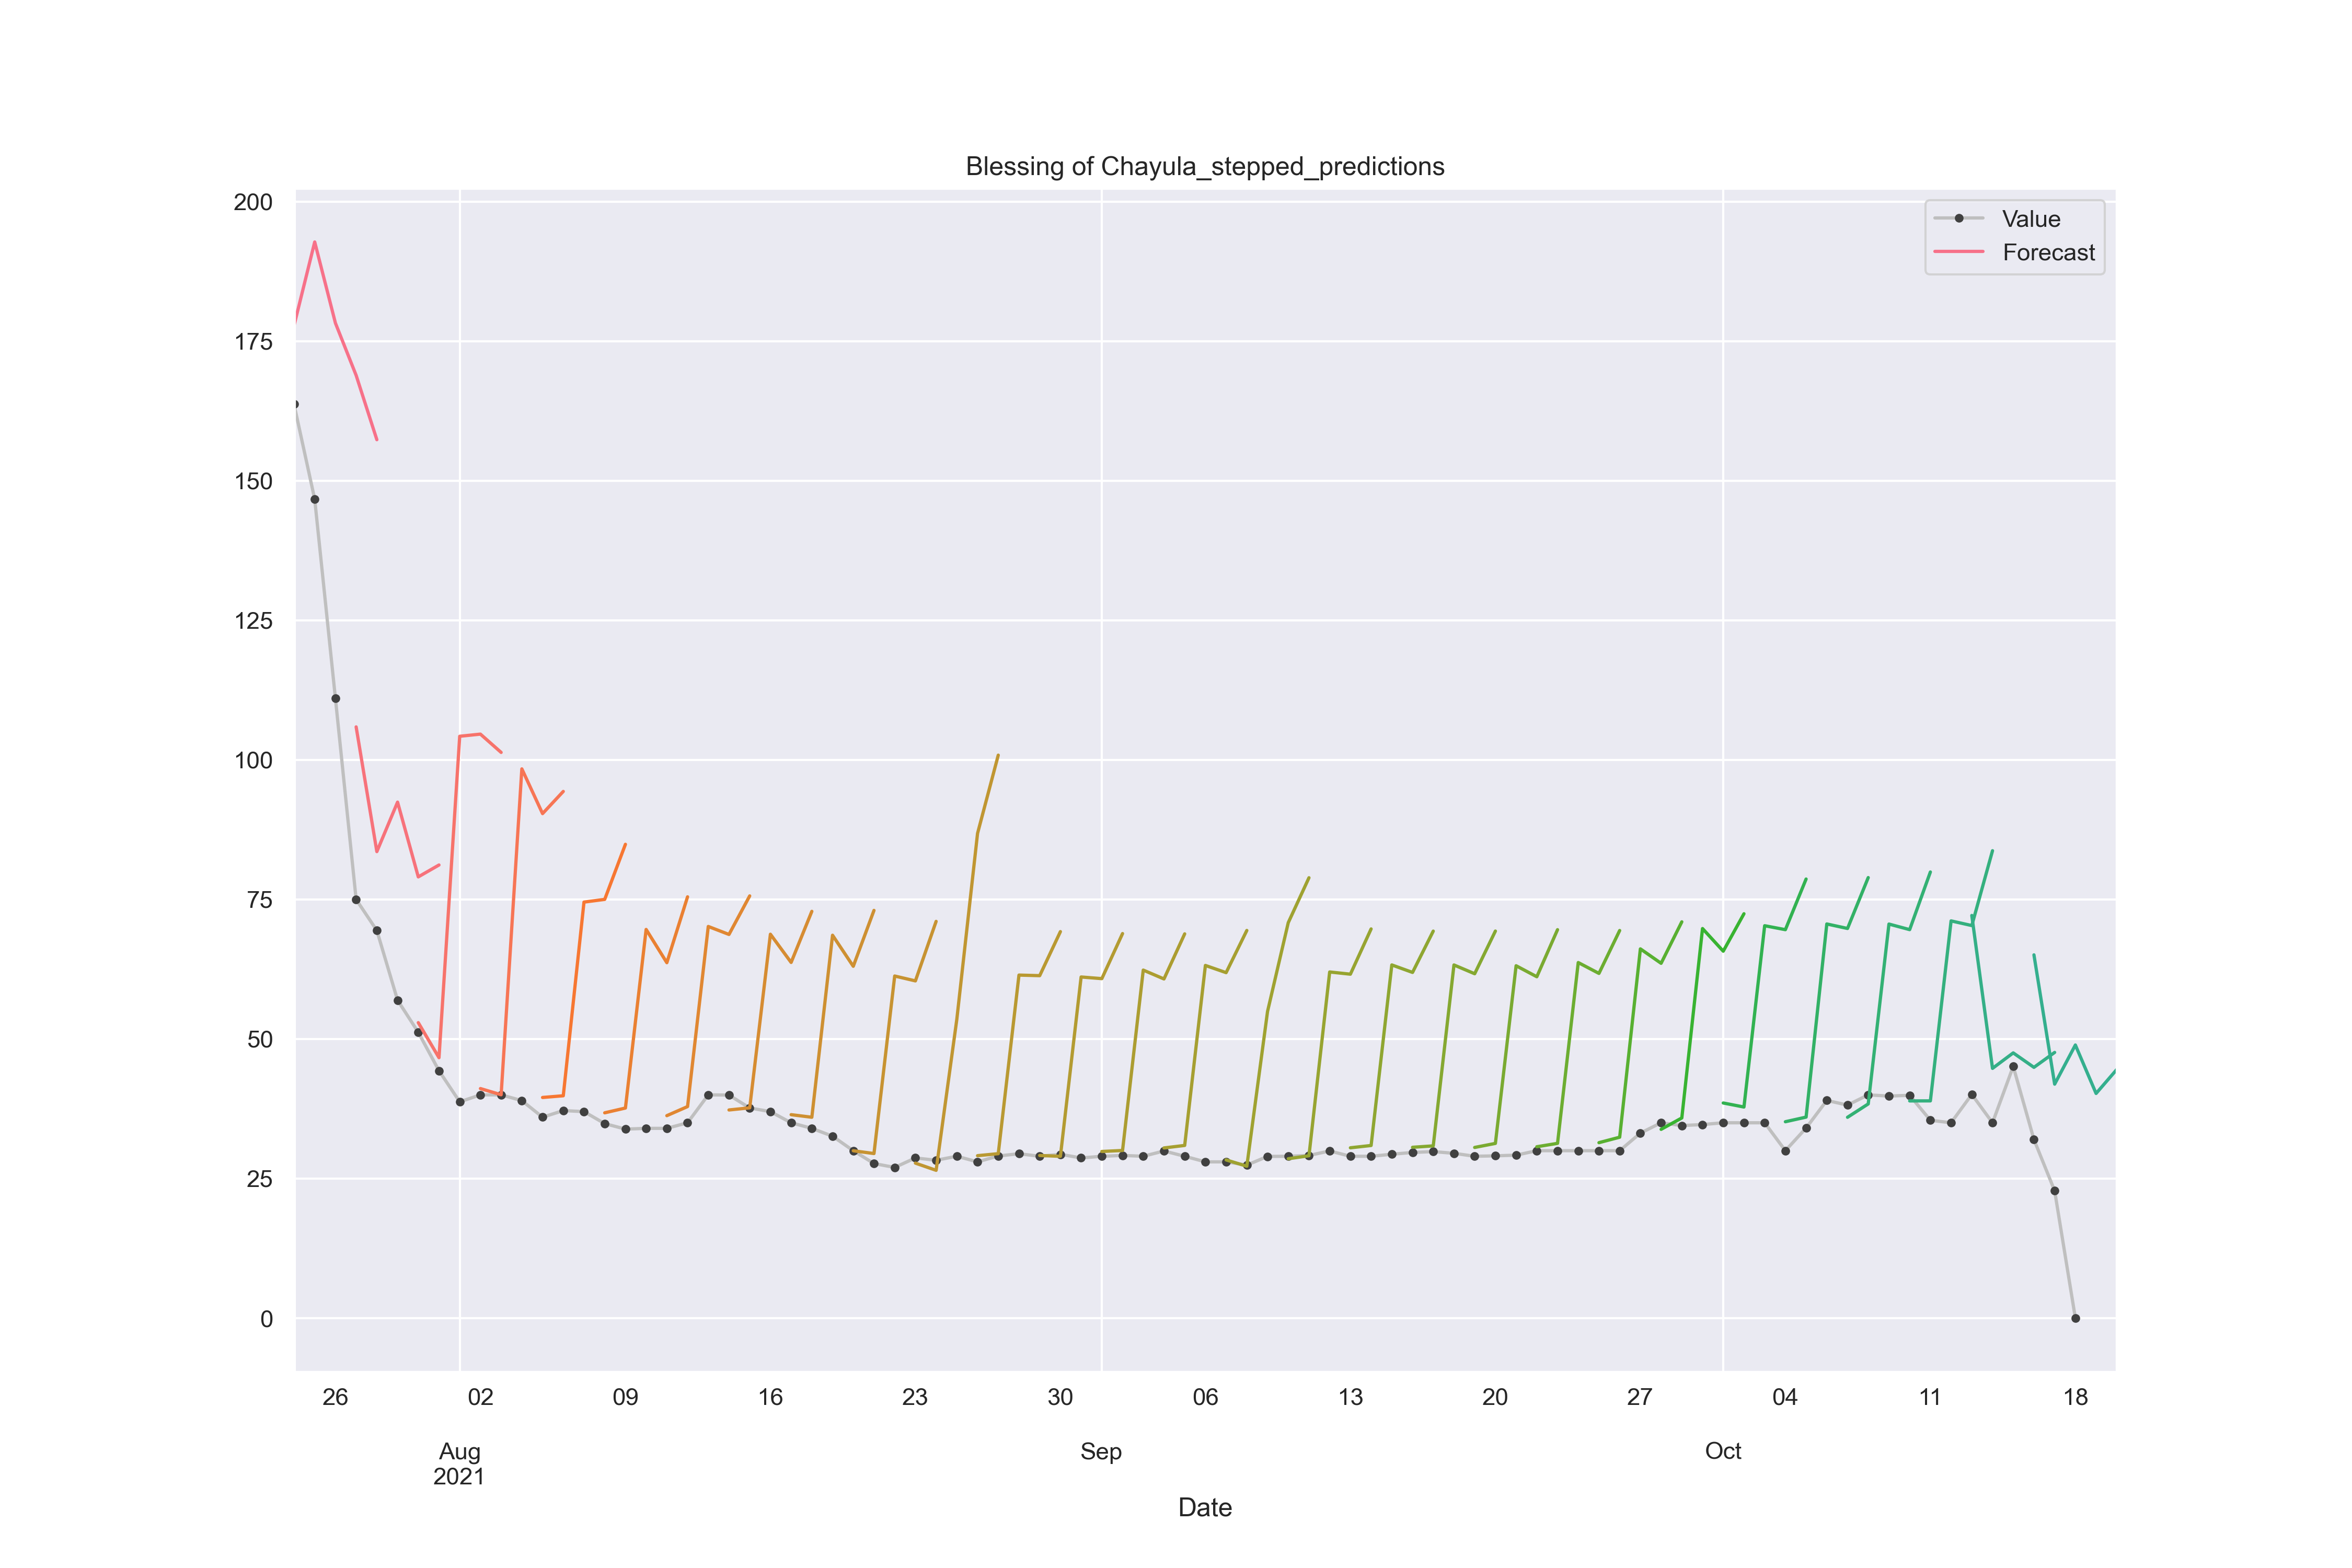 Blessing of Chayula_stepped_predictions
Value
Forecast
200
175
150
125
100
75
50
25
0
26 02 09 16 23 30 06 13 20 27 04 11 18
Aug Sep Oct
2021
Date